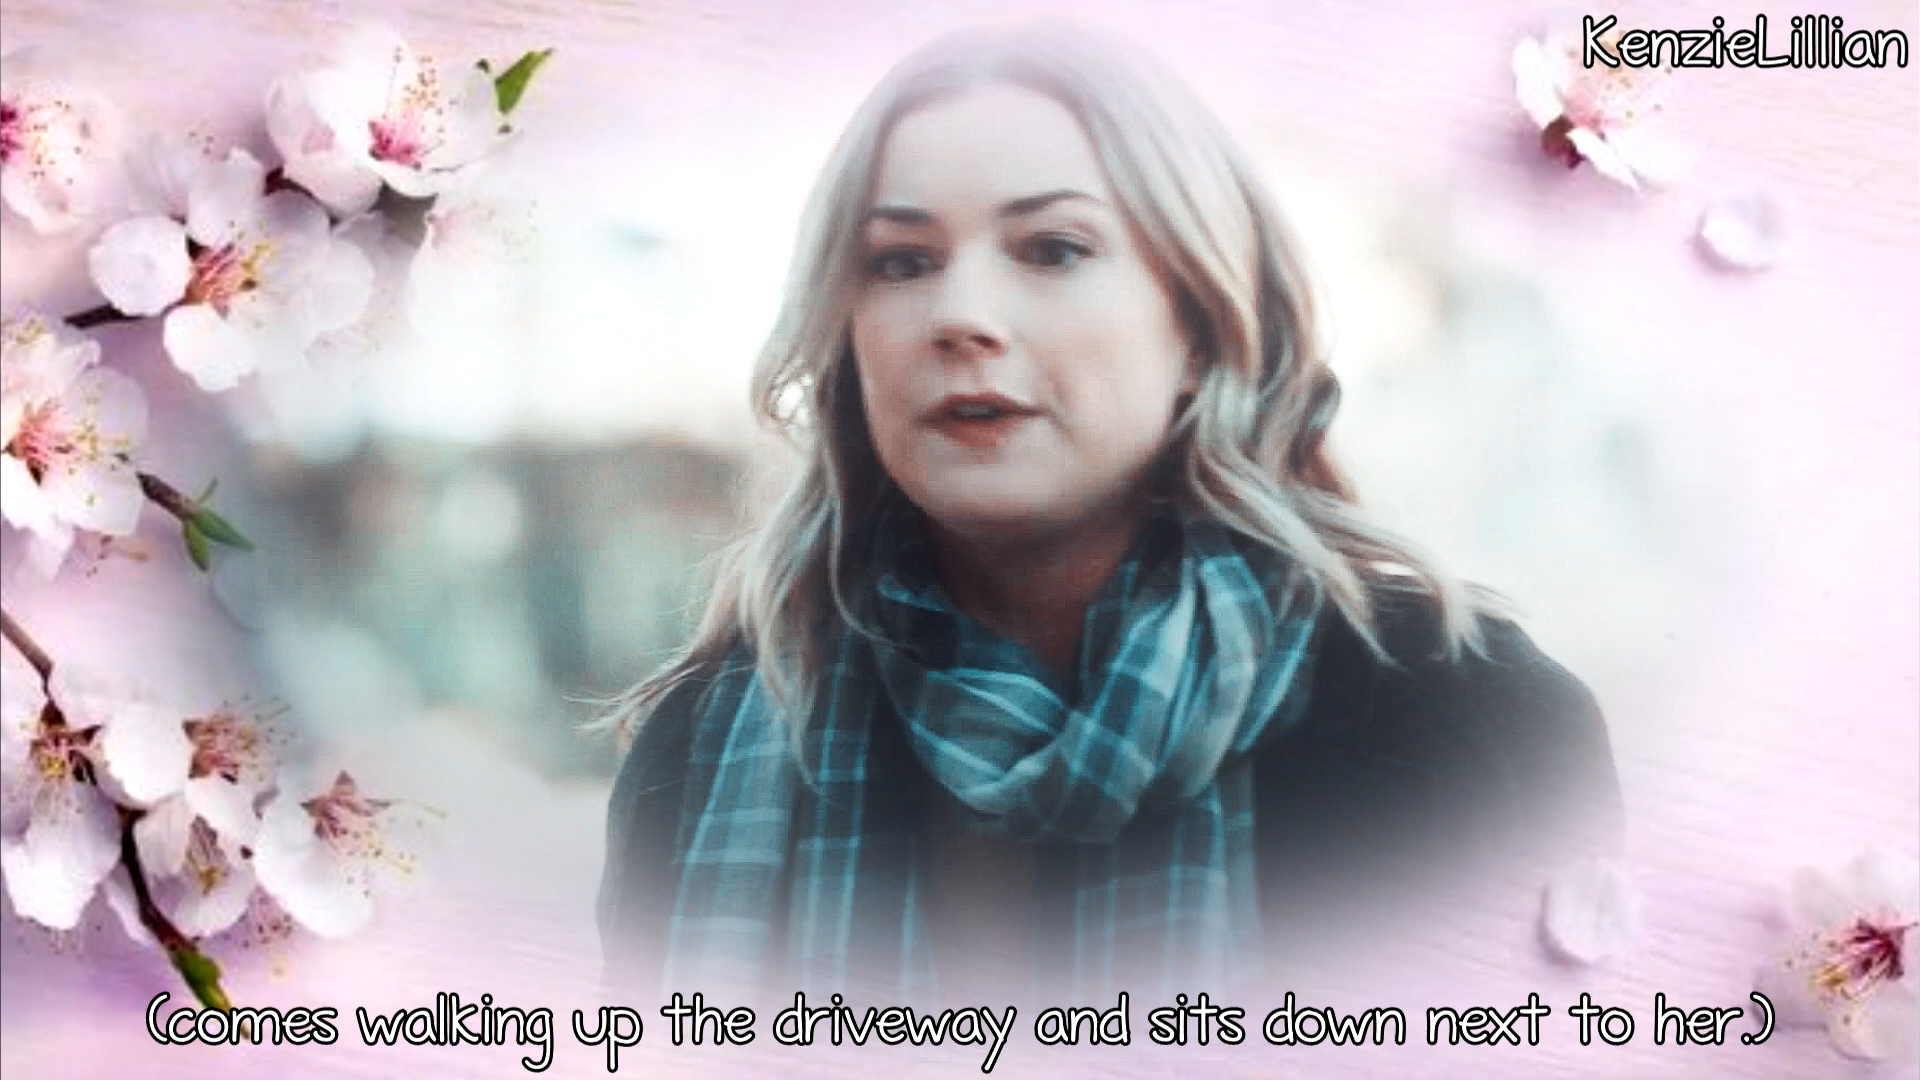 KenzieLillian
(comes walking up the driveway and sits down next to her.)